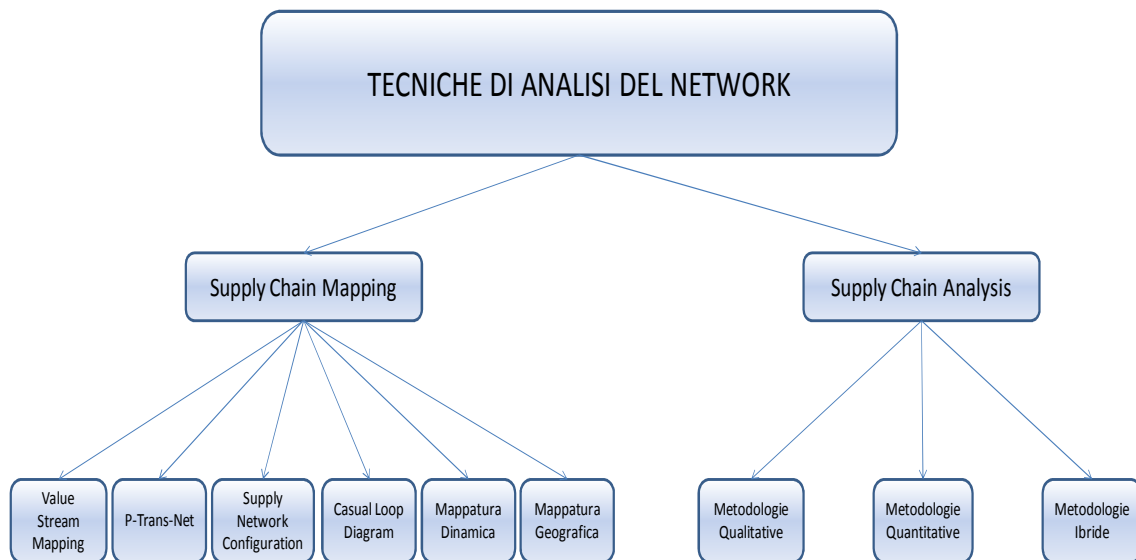 TECNICHE DI ANALISI DEL NETWORK
Supply Chain Mapping
Supply Chain Analysis
Value
Stream
Mapping
P-Trans-Net
Supply
Network
Configuration
Casual Loop
Diagram
Mappatura
Dinamica
Mappatura
Geografica
Metodologie
Qualitative
Metodologie
Quantitative
Metodologie
Ibride